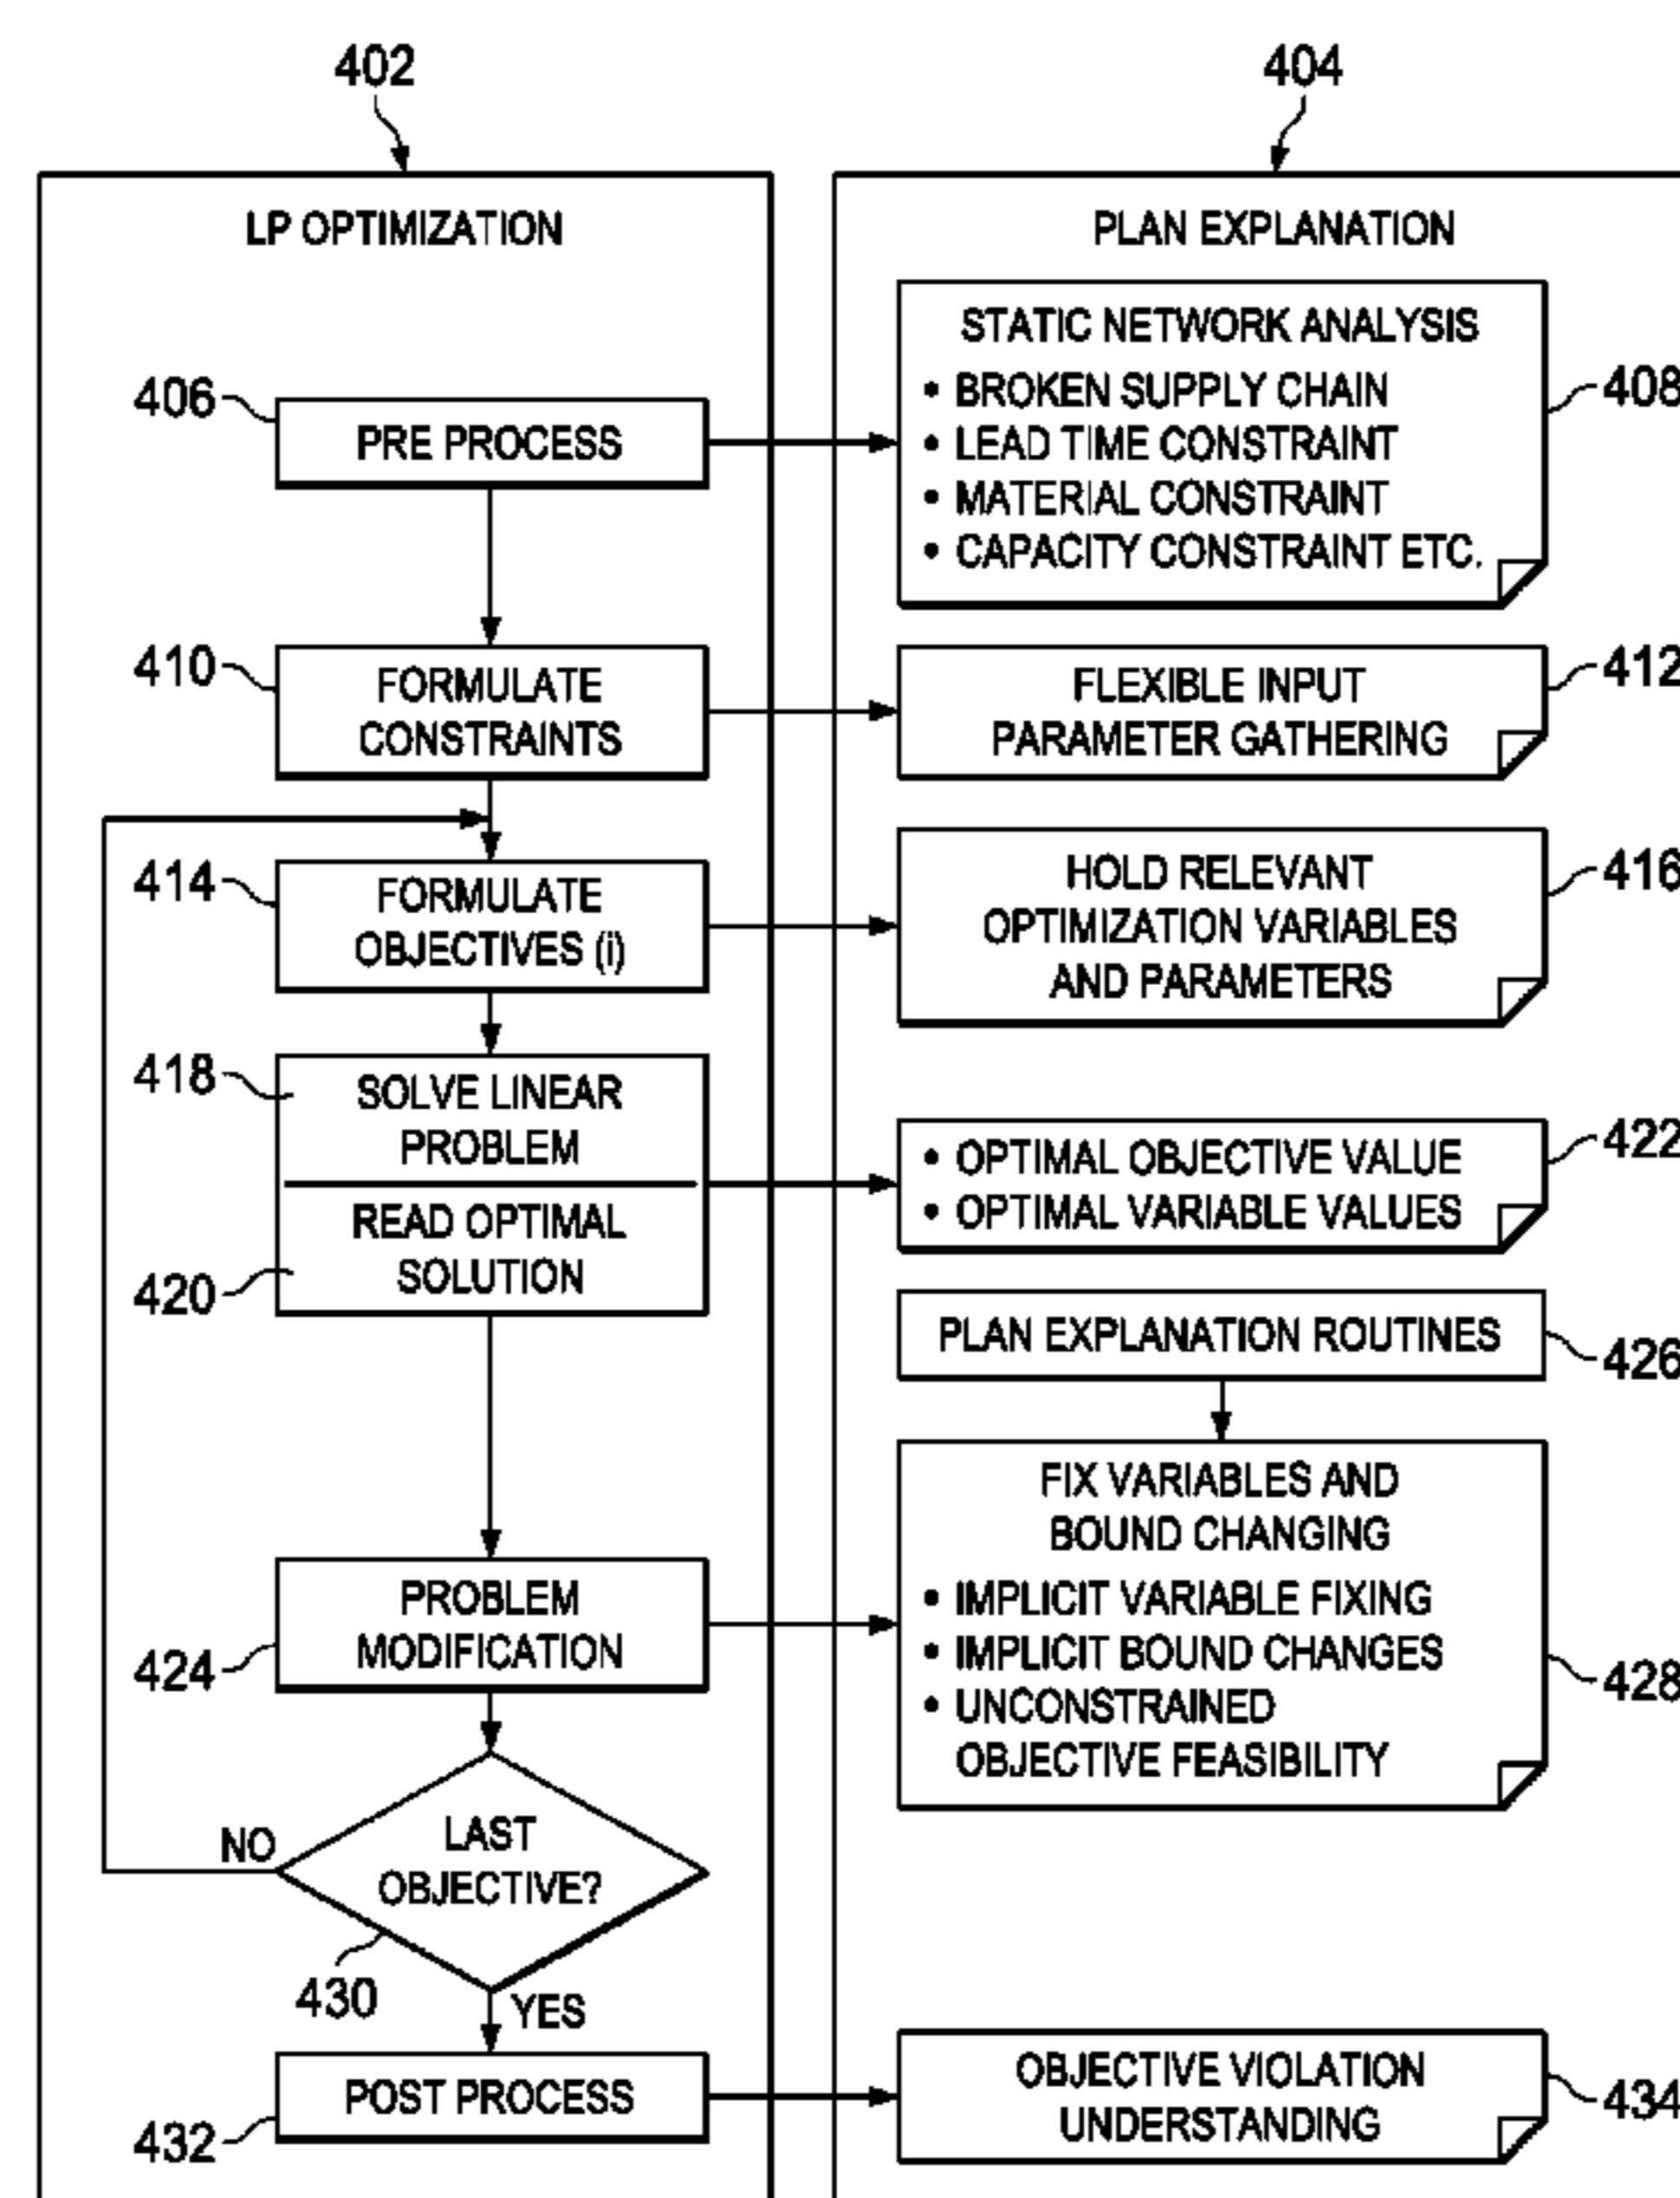 402
404
LP OPTIMIZATION
PLAN EXPLANATION
STATIC NETWORK ANALYSIS
• BROKEN SUPPLY CHAIN
• LEAD TIME CONSTRAINT
• MATERIAL CONSTRAINT
• CAPACITY CONSTRAINT ETC.
408
406
PRE PROCESS
410
FORMULATE
CONSTRAINTS
FLEXIBLE INPUT
PARAMETER GATHERING
412
414
FORMULATE
OBJECTIVES (i)
HOLD RELEVANT
OPTIMIZATION VARIABLES
AND PARAMETERS
416
418
SOLVE LINEAR
PROBLEM
READ OPTIMAL
SOLUTION
420
• OPTIMAL OBJECTIVE VALUE
• OPTIMAL VARIABLE VALUES
422
PLAN EXPLANATION ROUTINES
426
PROBLEM
MODIFICATION
424
FIX VARIABLES AND
BOUND CHANGING
• IMPLICIT VARIABLE FIXING
• IMPLICIT BOUND CHANGES
• UNCONSTRAINED
OBJECTIVE FEASIBILITY
428
NO
LAST
OBJECTIVE?
430
YES
POST PROCESS
432
OBJECTIVE VIOLATION
UNDERSTANDING
434